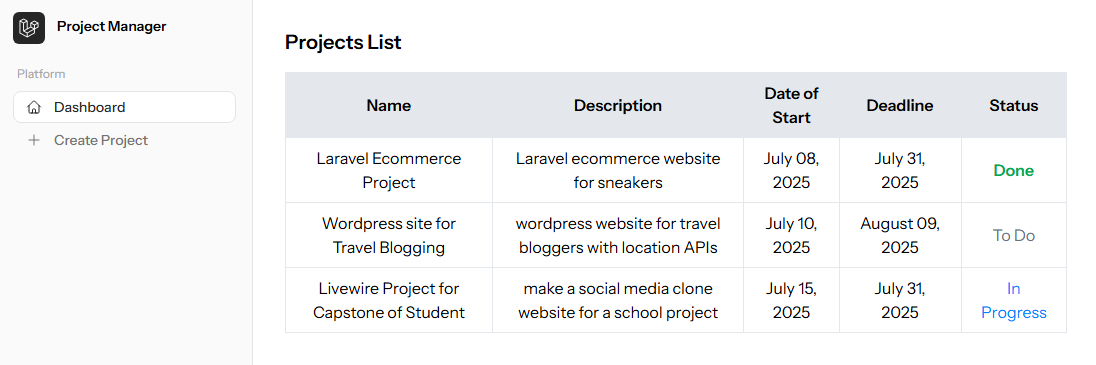 Project Manager
Platform
Dashboard
Create Project
Projects List
Name
Description
Date of
Start
Deadline
Status
Laravel Ecommerce
Project
Laravel ecommerce website
for sneakers
July 08,
2025
July 31,
2025
Done
Wordpress site for
Travel Blogging
wordpress website for travel
bloggers with location APIs
July 10,
2025
August 09,
2025
To Do
Livewire Project for
Capstone of Student
make a social media clone
website for a school project
July 15,
2025
July 31,
2025
In
Progress